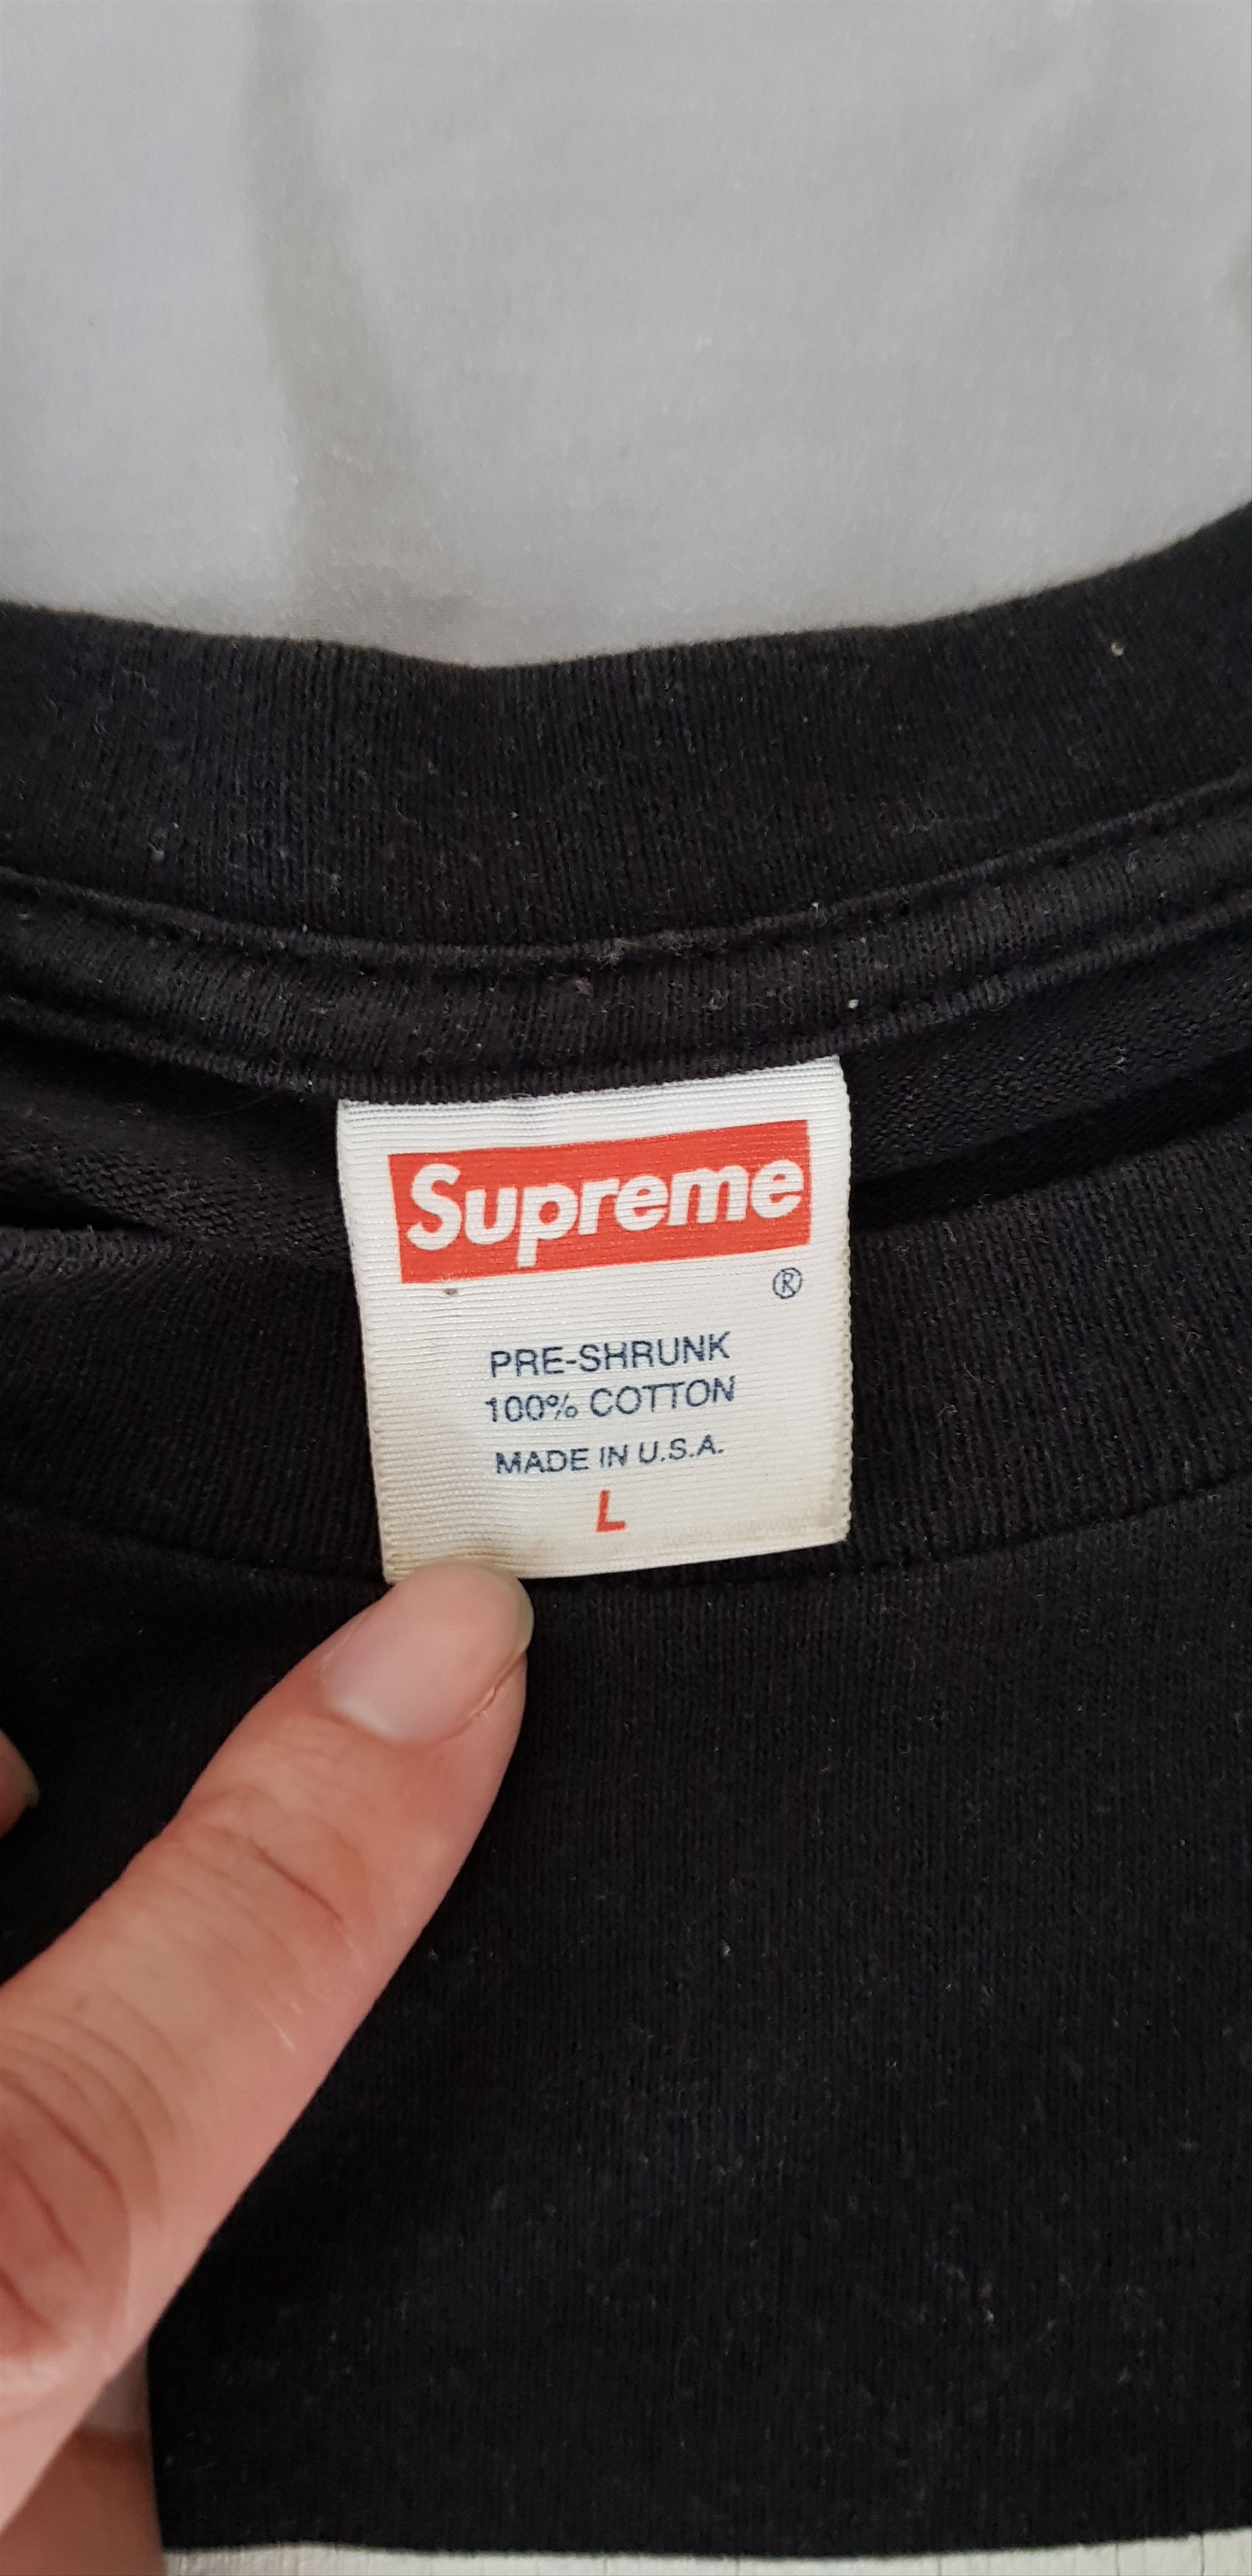 Supreme
®
PRE-SHRUNK
100% COTTON
MADE IN U.S.A.
L